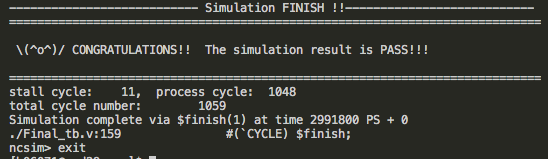 ---------------------------- Simulation FINISH !!----------------------------
============================================================================
\(^o^)/ CONGRATULATIONS!!  The simulation result is PASS!!!
============================================================================
stall cycle:    11,  process cycle:  1048
total cycle number:        1059
Simulation complete via $finish(1) at time 2991800 PS + 0
./Final_tb.v:159               #(`CYCLE) $finish;
ncsim> exit